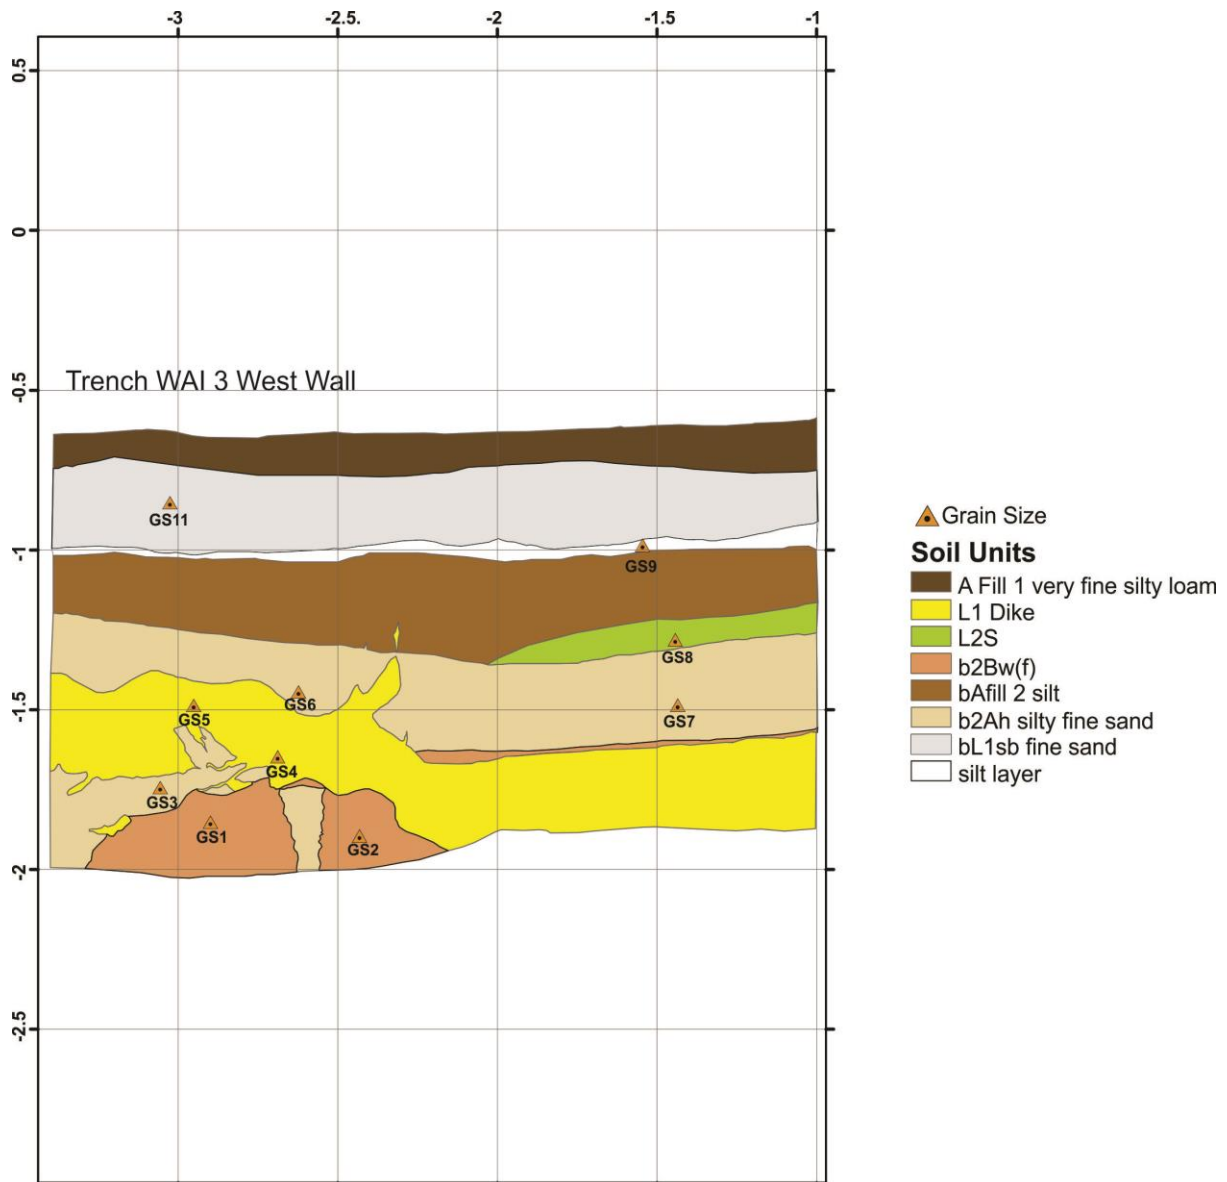 -3 -2.5. -2 -1.5 -1
0.5
0
-0.5
Trench WAI 3 West Wall
GS11
-1
GS9
GS8
-1.5
GS5
GS6
GS7
GS4
GS3
GS1
GS2
-2
-2.5
Grain Size
Soil Units
A Fill 1 very fine silty loam
L1 Dike
L2S
b2Bw(f)
bAfill 2 silt
b2Ah silty fine sand
bL1sb fine sand
silt layer